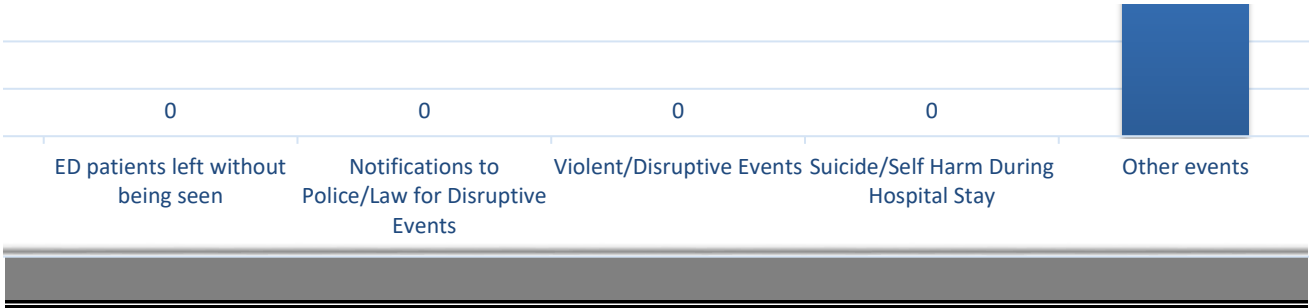 0 0 0 0
ED patients left without
being seen
Notifications to
Police/Law for Disruptive
Events
Violent/Disruptive Events
Suicide/Self Harm During
Hospital Stay
Other events